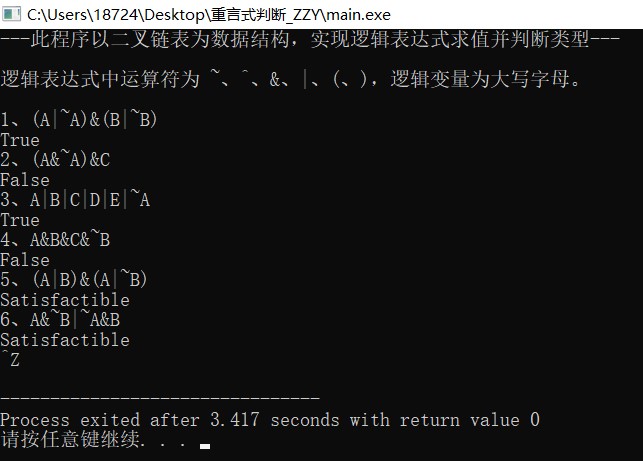 C:\Users\18724\Desktop\重言式判断_ZZY\main.exe
---此程序以二叉链表为数据结构，实现逻辑表达式求值并判断类型---
逻辑表达式中运算符为 ~、^、&、|、(、)，逻辑变量为大写字母。
1、(A|~A)&(B|~B)
True
2、(A&~A)&C
False
3、A|B|C|D|E|~A
True
4、A&B&C&~B
False
5、(A|B)&(A|~B)
Satisfactible
6、A&~B|~A&B
Satisfactible
^Z
--------------------------------
Process exited after 3.417 seconds with return value 0
请按任意键继续. . .